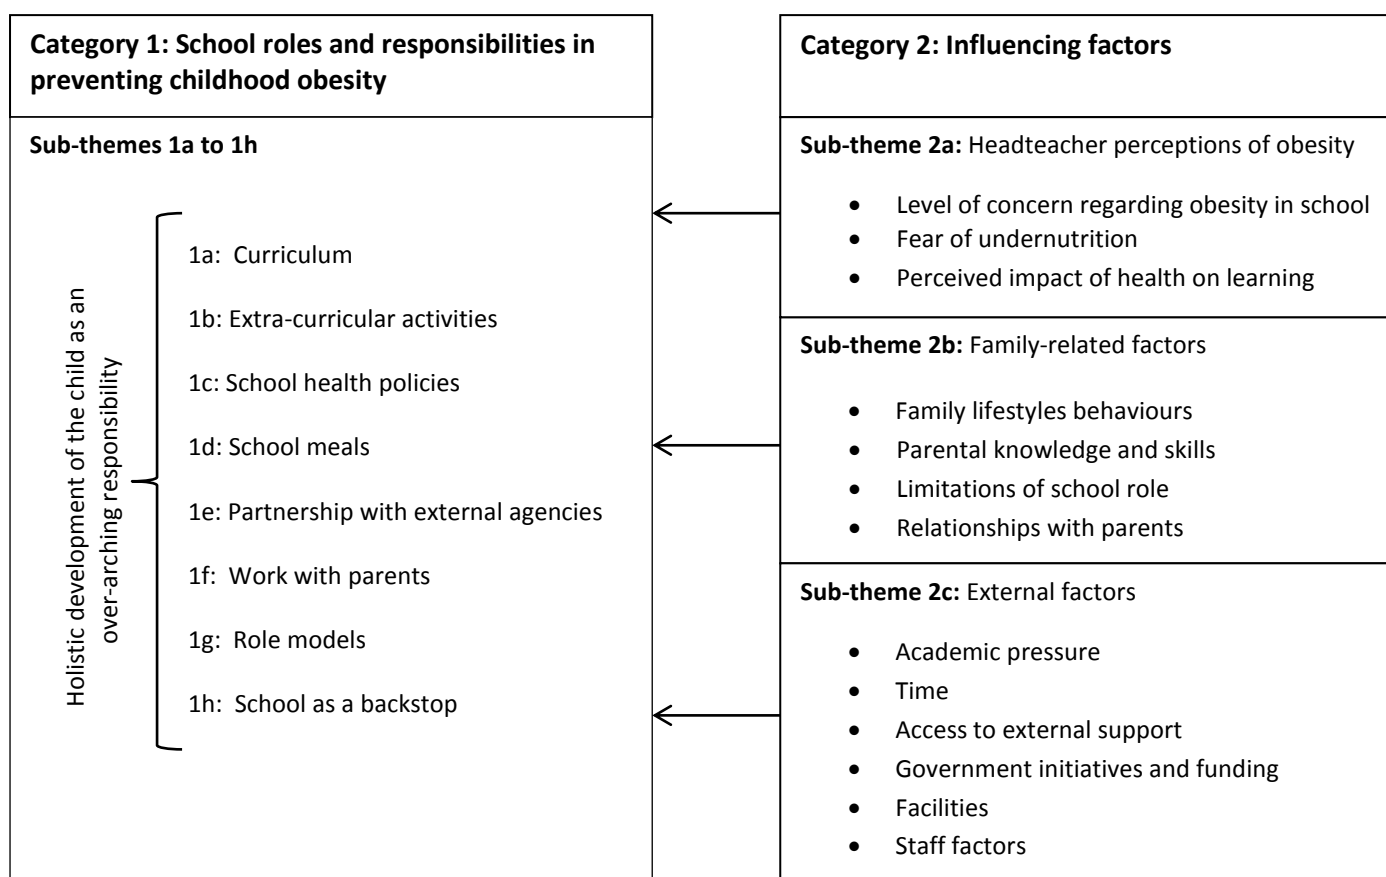 Category 1: School roles and responsibilities in
preventing childhood obesity
Sub-themes 1a to 1h
Holistic development of the child as an
over-arching responsibility
1a:  Curriculum
1b: Extra-curricular activities
1c: School health policies
1d: School meals
1e: Partnership with external agencies
1f:  Work with parents
1g:  Role models
1h:  School as a backstop
Category 2: Influencing factors
Sub-theme 2a: Headteacher perceptions of obesity
• Level of concern regarding obesity in school
• Fear of undernutrition
• Perceived impact of health on learning
Sub-theme 2b: Family-related factors
• Family lifestyles behaviours
• Parental knowledge and skills
• Limitations of school role
• Relationships with parents
Sub-theme 2c: External factors
• Academic pressure
• Time
• Access to external support
• Government initiatives and funding
• Facilities
• Staff factors